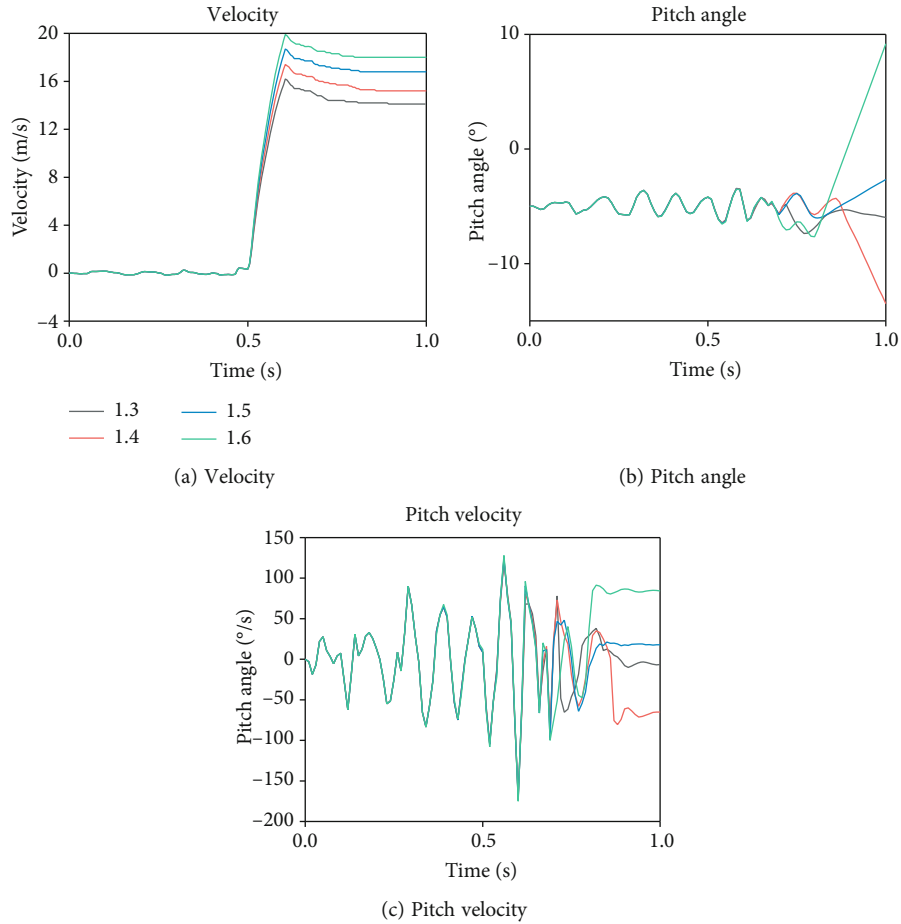 Velocity
Velocity (m/s)
20
16
12
8
4
0
−4
0.0 0.5 1.0
Time (s)
1.3 1.5
1.4 1.6
(a) Velocity
Pitch angle
Pitch angle (°)
10
5
0
−5
−10
0.0 0.5 1.0
Time (s)
(b) Pitch angle
Pitch velocity
Pitch angle (°/s)
150
100
50
0
−50
−100
−150
−200
0.0 0.5 1.0
Time (s)
(c) Pitch velocity